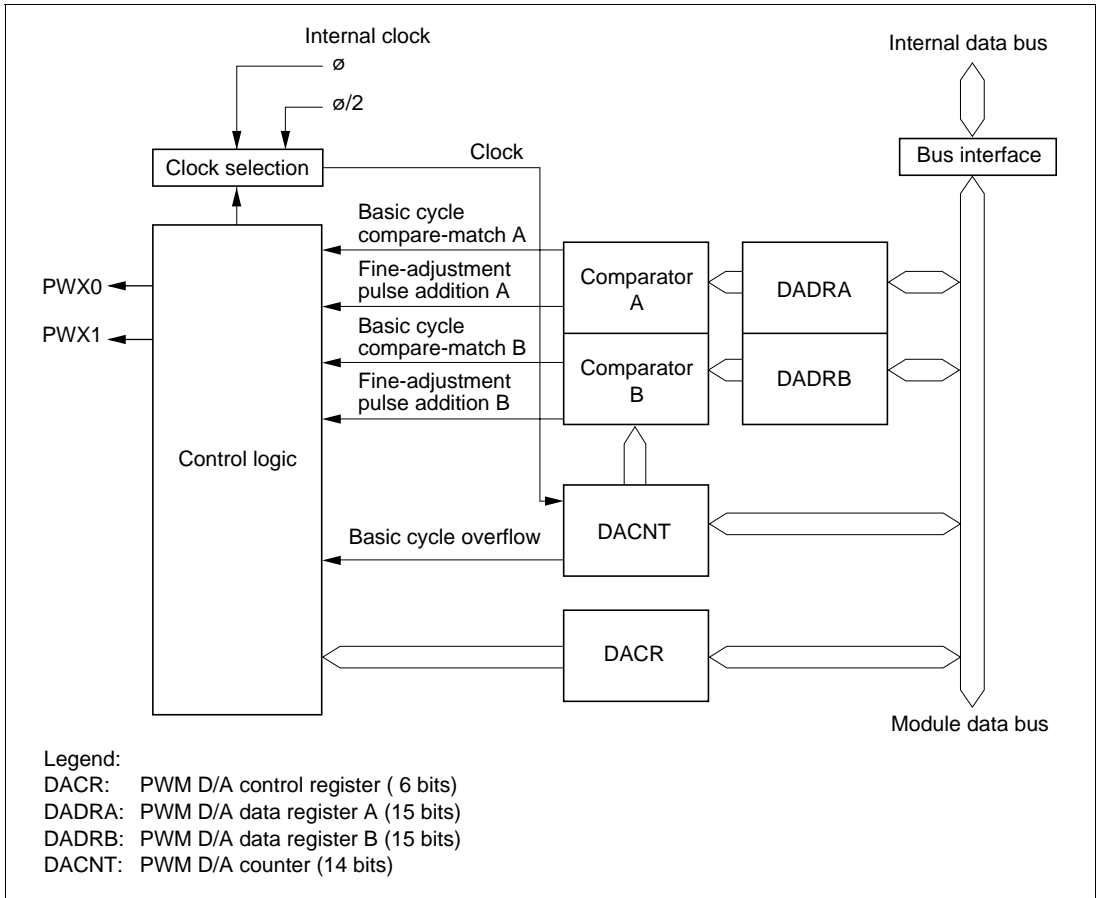 Internal clock
ø
ø/2
Internal data bus
Clock selection
Clock
Bus interface
Basic cycle
compare-match A
Fine-adjustment
pulse addition A
Basic cycle
compare-match B
Fine-adjustment
pulse addition B
Comparator
A
DADRA
Comparator
B
DADRB
PWX0
PWX1
Control logic
DACNT
Basic cycle overflow
DACR
Module data bus
Legend:
DACR: PWM D/A control register ( 6 bits)
DADRA: PWM D/A data register A (15 bits)
DADRB: PWM D/A data register B (15 bits)
DACNT: PWM D/A counter (14 bits)